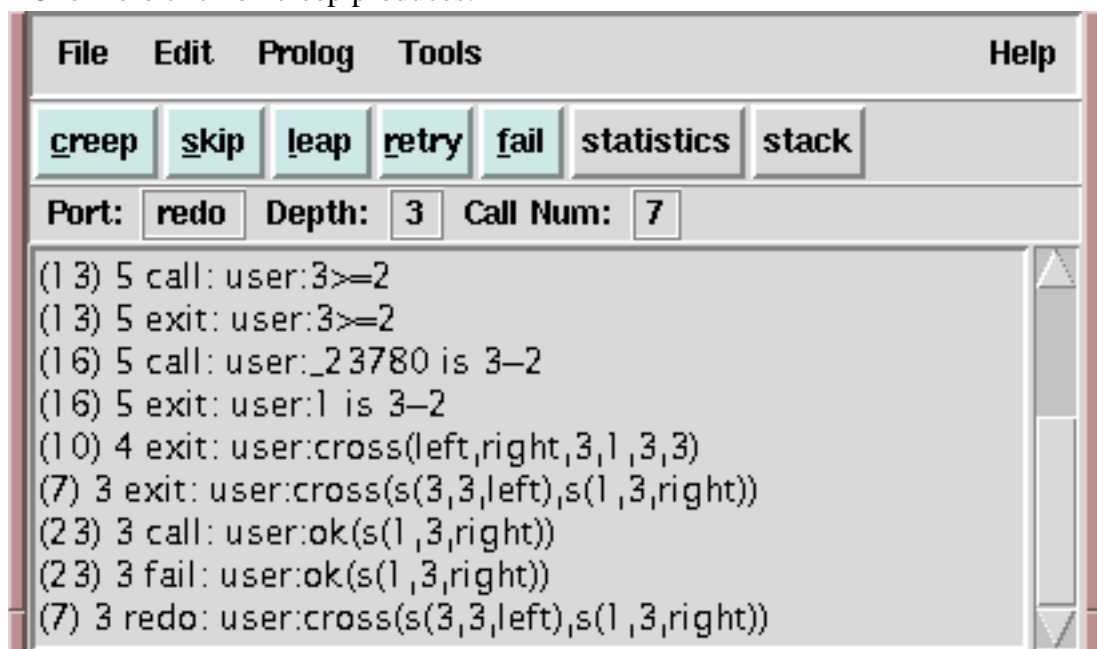 File Edit Prolog Tools Help
creep skip leap retry fail statistics stack
Port: redo Depth: 3 Call Num: 7
(13) 5 call: user:3>=2
(13) 5 exit: user:3>=2
(16) 5 call: user:_23780 is 3–2
(16) 5 exit: user:1 is 3–2
(10) 4 exit: user:cross(left,right,3,1,3,3)
(7) 3 exit: user:cross(s(3,3,left),s(1,3,right))
(23) 3 call: user:ok(s(1,3,right))
(23) 3 fail: user:ok(s(1,3,right))
(7) 3 redo: user:cross(s(3,3,left),s(1,3,right))